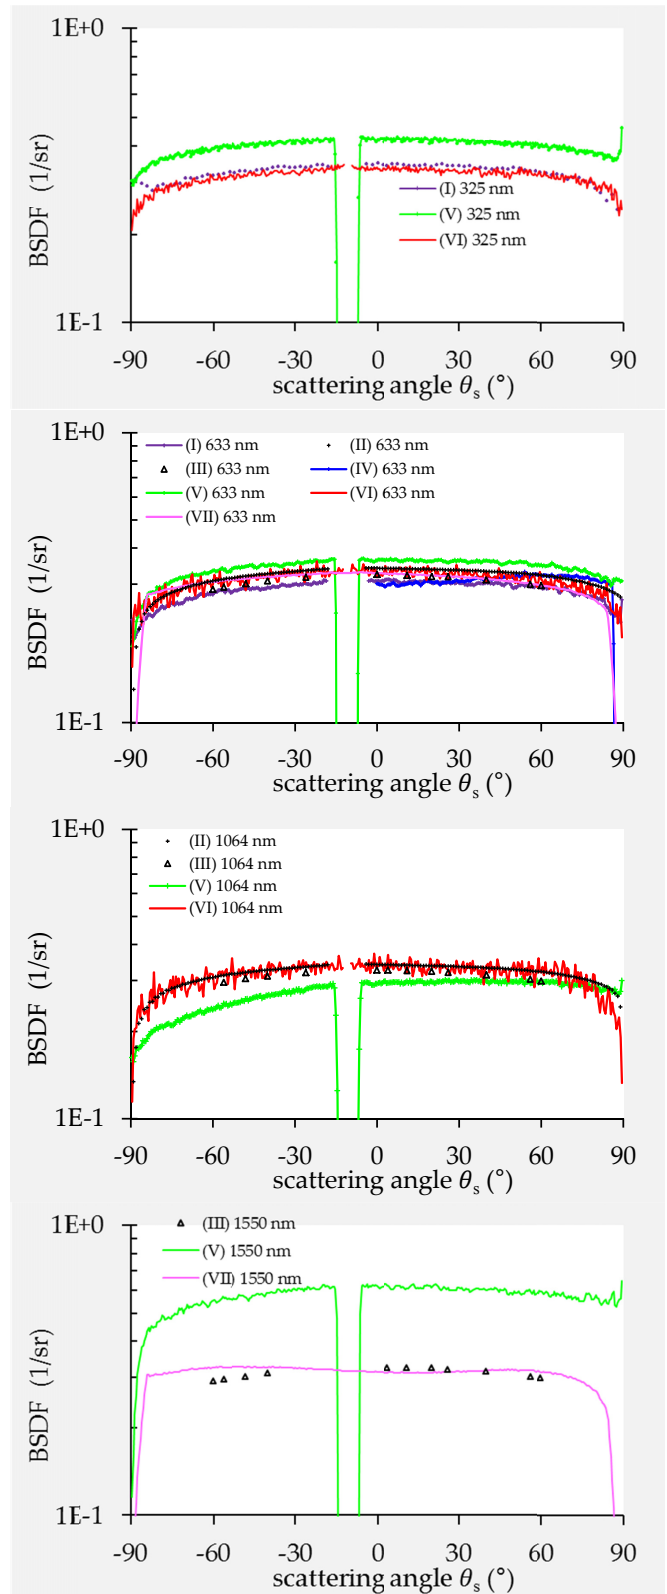 1E+0
BSDF (1/sr)
(I) 325 nm
(V) 325 nm
(VI) 325 nm
1E-1
-90 -60 -30 0 30 60 90
scattering angle θs (°)
1E+0
(I) 633 nm (II) 633 nm
(III) 633 nm (IV) 633 nm
(V) 633 nm (VI) 633 nm
(VII) 633 nm
BSDF (1/sr)
1E-1
-90 -60 -30 0 30 60 90
scattering angle θs (°)
1E+0
(II) 1064 nm
(III) 1064 nm
(V) 1064 nm
(VI) 1064 nm
BSDF (1/sr)
1E-1
-90 -60 -30 0 30 60 90
scattering angle θs (°)
1E+0
(III) 1550 nm
(V) 1550 nm
(VII) 1550 nm
BSDF (1/sr)
1E-1
-90 -60 -30 0 30 60 90
scattering angle θs (°)